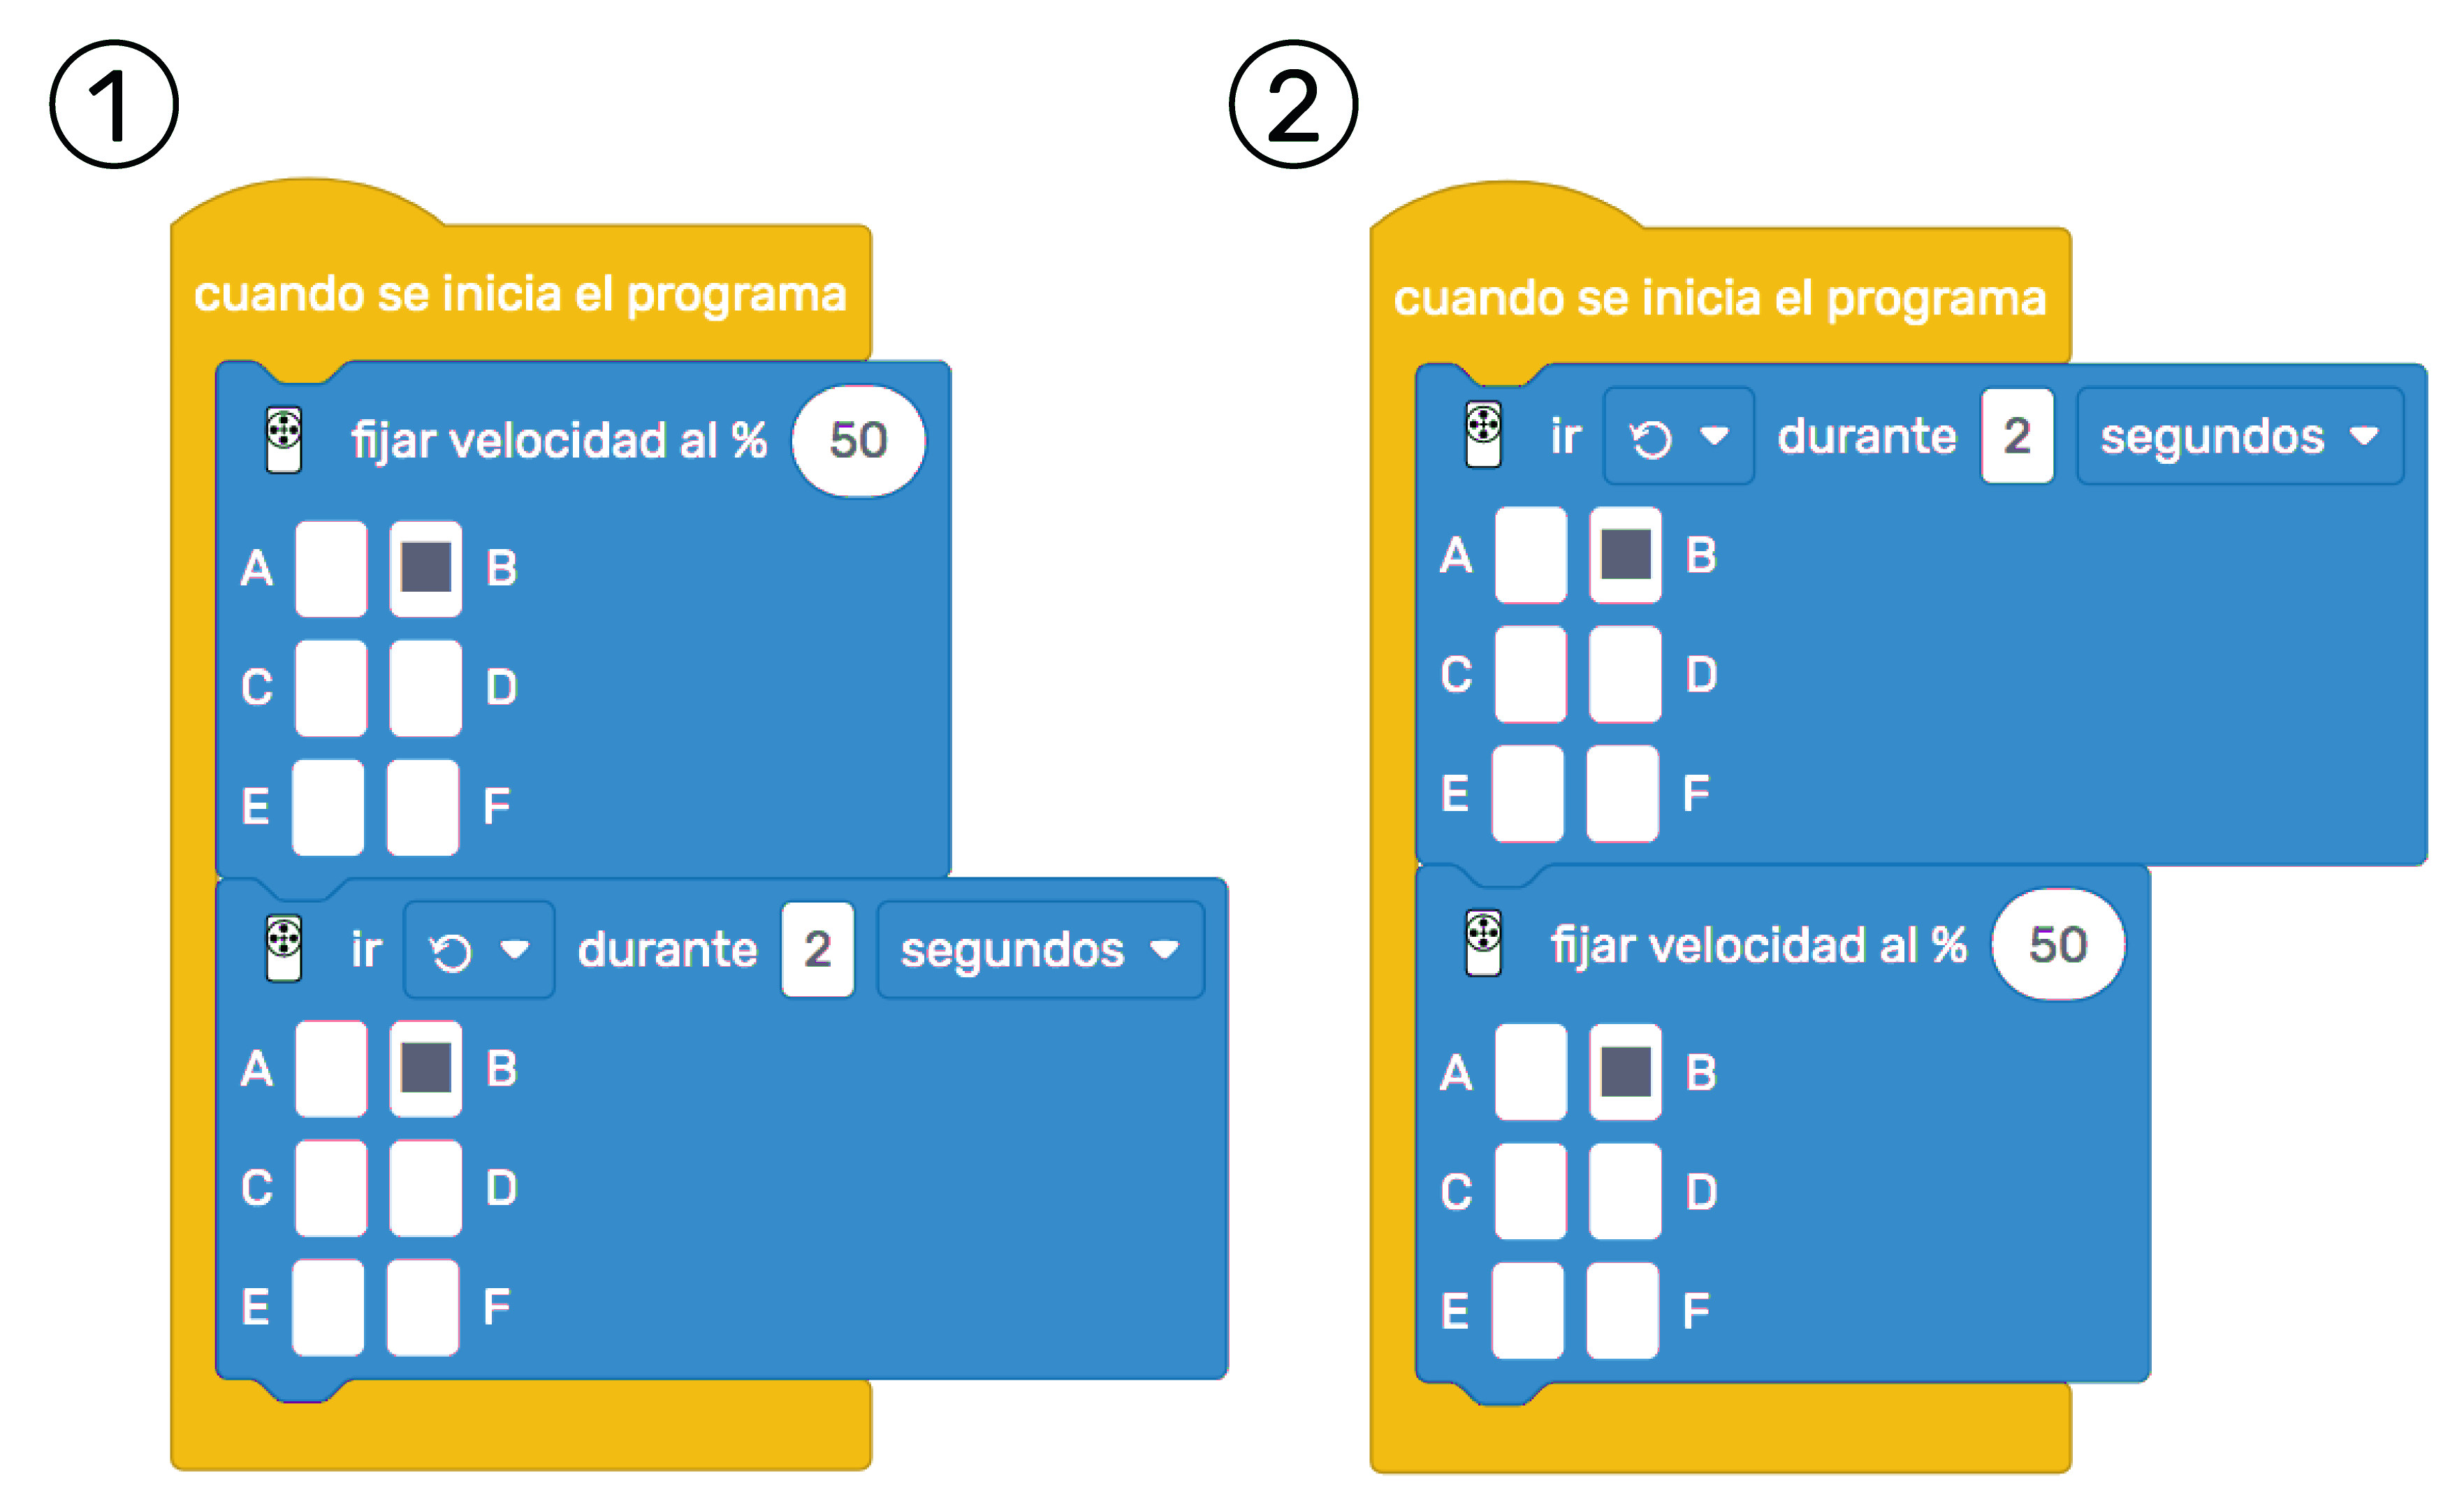 1
cuando se inicia el programa
fijar velocidad al % 50
A B
C D
E F
ir durante 2 segundos
A B
C D
E F
2
cuando se inicia el programa
ir durante 2 segundos
A B
C D
E F
fijar velocidad al % 50
A B
C D
E F